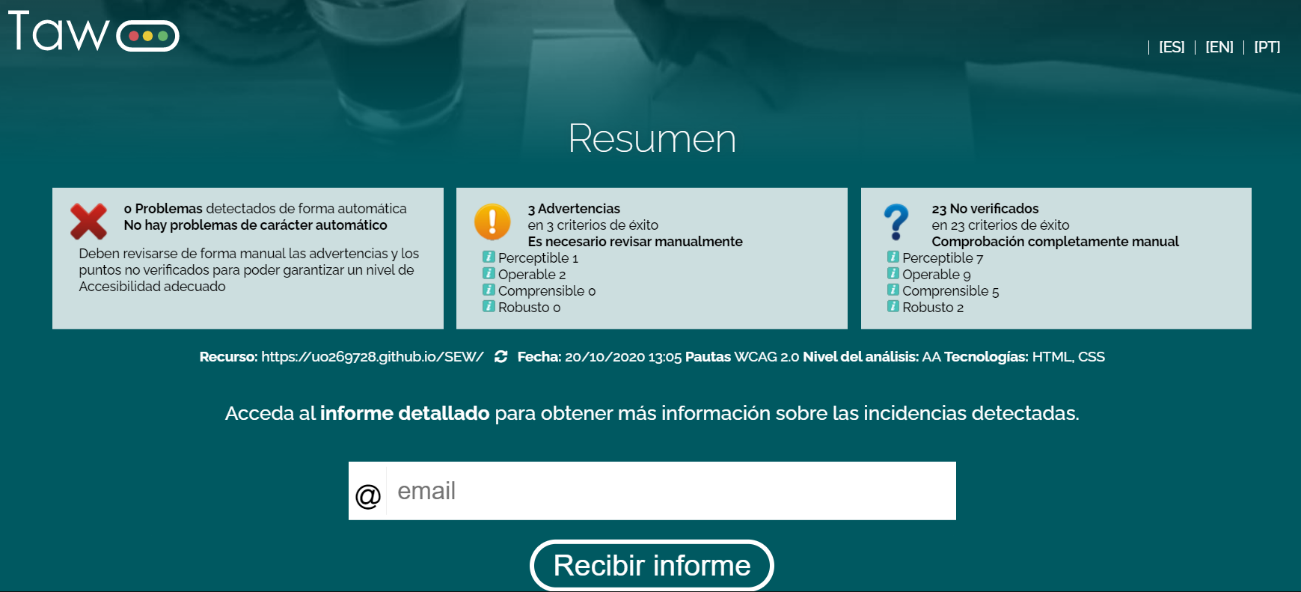 Taw
| [ES] | [EN] | [PT]
Resumen
0 Problemas detectados de forma automática
No hay problemas de carácter automático
Deben revisarse de forma manual las advertencias y los
puntos no verificados para poder garantizar un nivel de
Accesibilidad adecuado
3 Advertencias
en 3 criterios de éxito
Es necesario revisar manualmente
Perceptible 1
Operable 2
Comprensible 0
Robusto 0
23 No verificados
en 23 criterios de éxito
Comprobación completamente manual
Perceptible 7
Operable 9
Comprensible 5
Robusto 2
Recurso: https://uo269728.github.io/SEW/ Fecha: 20/10/2020 13:05 Pautas WCAG 2.0 Nivel del análisis: AA Tecnologías: HTML, CSS
Acceda al informe detallado para obtener más información sobre las incidencias detectadas.
@ email
Recibir informe